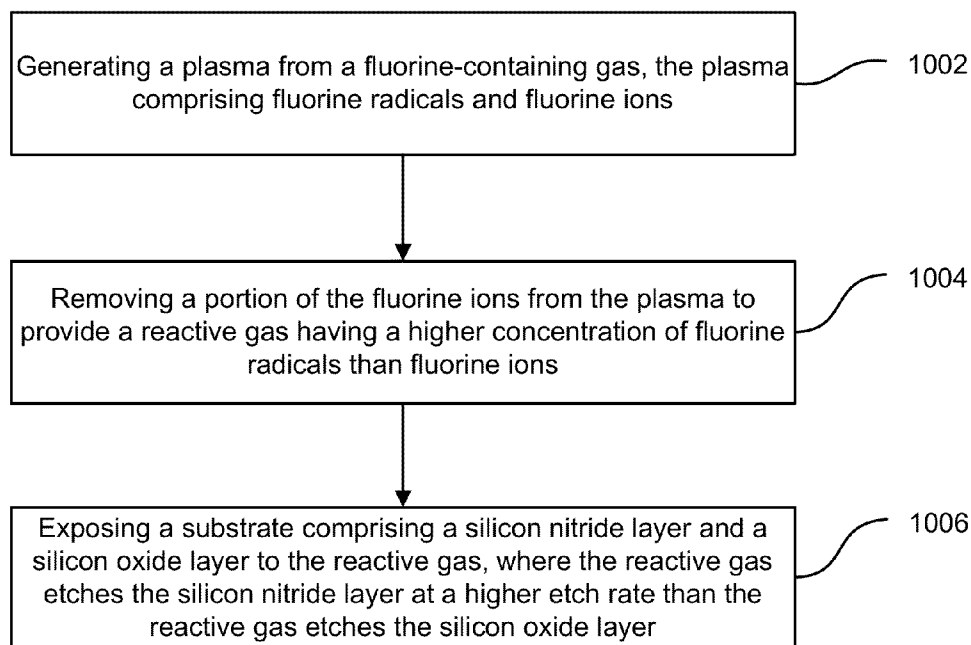 Generating a plasma from a fluorine-containing gas, the plasma
comprising fluorine radicals and fluorine ions
1002
Removing a portion of the fluorine ions from the plasma to
provide a reactive gas having a higher concentration of fluorine
radicals than fluorine ions
1004
Exposing a substrate comprising a silicon nitride layer and a
silicon oxide layer to the reactive gas, where the reactive gas
etches the silicon nitride layer at a higher etch rate than the
reactive gas etches the silicon oxide layer
1006